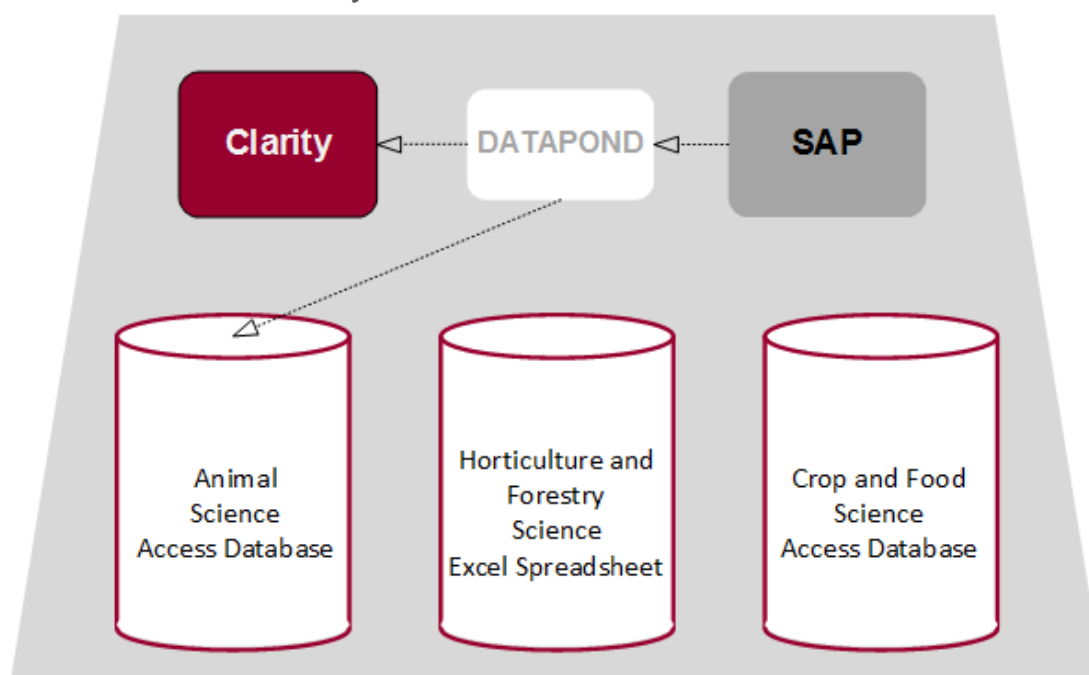 Clarity
DATAPOND
SAP
Animal
Science
Access Database
Horticulture and
Forestry
Science
Excel Spreadsheet
Crop and Food
Science
Access Database